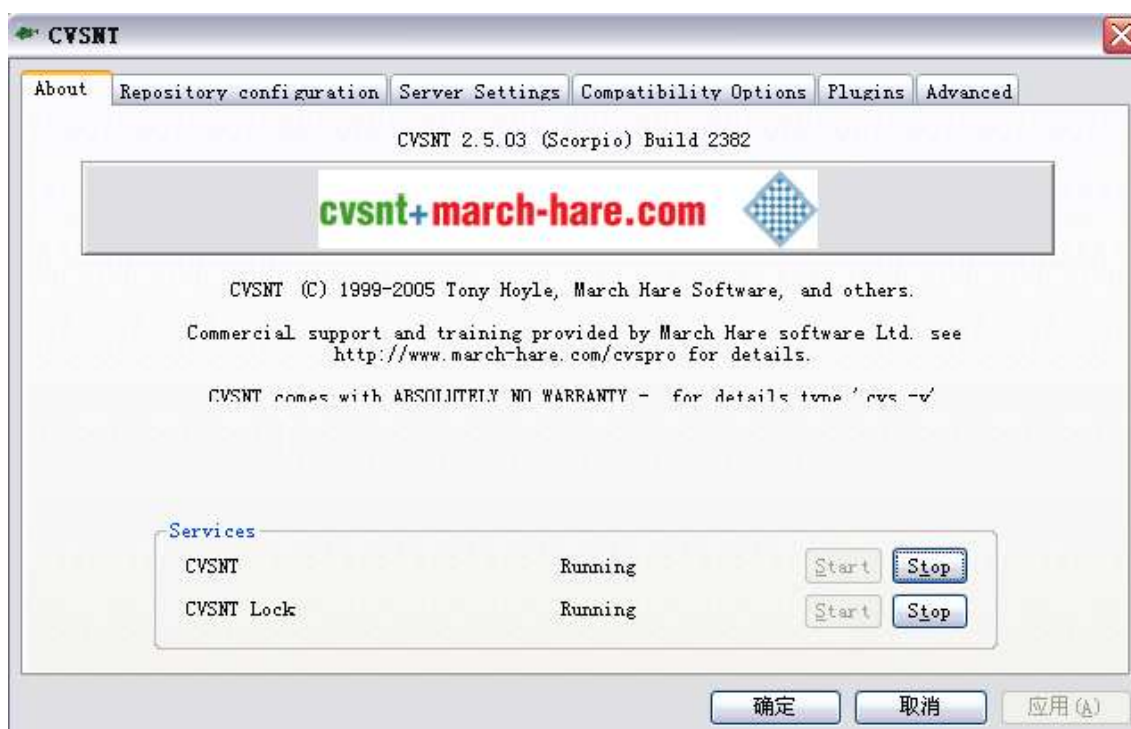 CVSNT
About Repository configuration Server Settings Compatibility Options Plugins Advanced
CVSNT 2.5.03 (Scorpio) Build 2382
cvsnt+march-hare.com
CVSNT (C) 1999-2005 Tony Hoyle, March Hare Software, and others.
Commercial support and training provided by March Hare software Ltd. see
http://www.march-hare.com/cvspro for details.
CVSNT comes with ABSOLUTELY NO WARRANTY - for details type 'cvs -v'
Services
CVSNT Running Start Stop
CVSNT Lock Running Start Stop
确定 取消 应用(A)